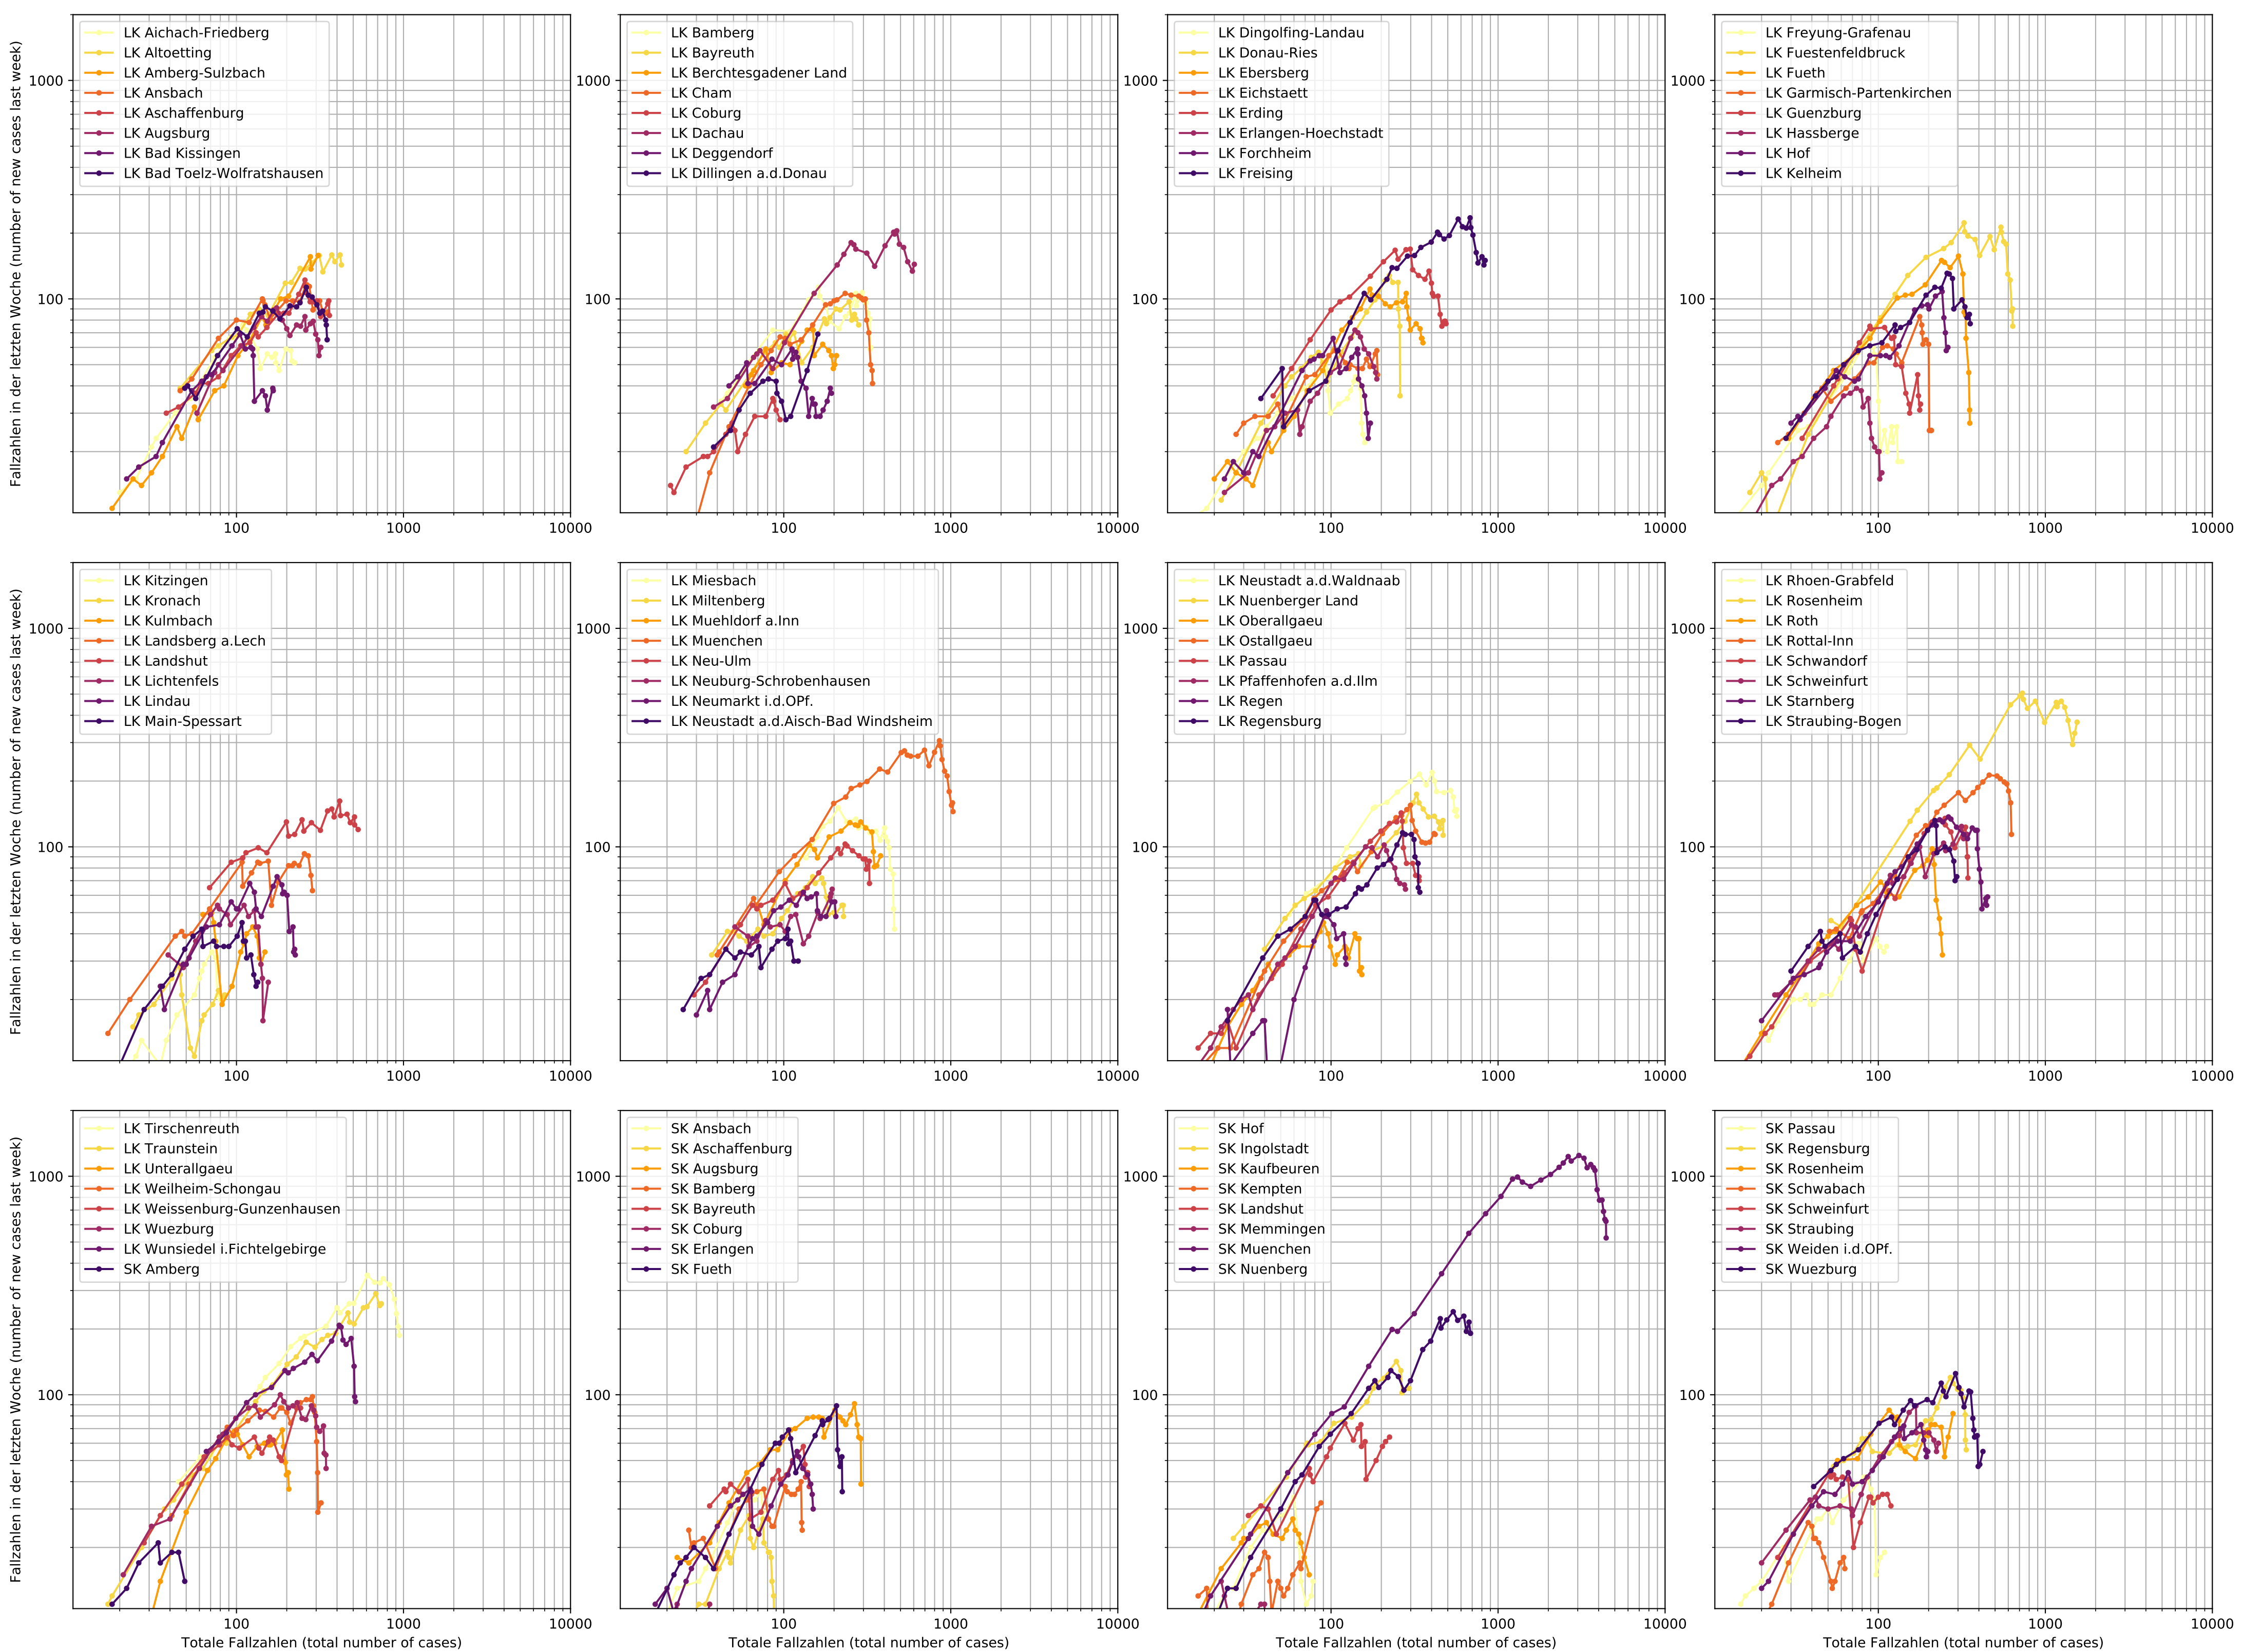 Fallzahlen in der letzten Woche (number of new cases last week)
1000
100
LK Aichach-Friedberg
LK Altoetting
LK Amberg-Sulzbach
LK Ansbach
LK Aschaffenburg
LK Augsburg
LK Bad Kissingen
LK Bad Toelz-Wolfratshausen
100 1000 10000
1000
100
LK Bamberg
LK Bayreuth
LK Berchtesgadener Land
LK Cham
LK Coburg
LK Dachau
LK Deggendorf
LK Dillingen a.d.Donau
100 1000 10000
1000
100
LK Dingolfing-Landau
LK Donau-Ries
LK Ebersberg
LK Eichstaett
LK Erding
LK Erlangen-Hoechstadt
LK Forchheim
LK Freising
100 1000 10000
1000
100
LK Freyung-Grafenau
LK Fuestenfeldbruck
LK Fueth
LK Garmisch-Partenkirchen
LK Guenzburg
LK Hassberge
LK Hof
LK Kelheim
100 1000 10000
Fallzahlen in der letzten Woche (number of new cases last week)
1000
100
LK Kitzingen
LK Kronach
LK Kulmbach
LK Landsberg a.Lech
LK Landshut
LK Lichtenfels
LK Lindau
LK Main-Spessart
100 1000 10000
1000
100
LK Miesbach
LK Miltenberg
LK Muehldorf a.Inn
LK Muenchen
LK Neu-Ulm
LK Neuburg-Schrobenhausen
LK Neumarkt i.d.OPf.
LK Neustadt a.d.Aisch-Bad Windsheim
100 1000 10000
1000
100
LK Neustadt a.d.Waldnaab
LK Nuenberger Land
LK Oberallgaeu
LK Ostallgaeu
LK Passau
LK Pfaffenhofen a.d.Ilm
LK Regen
LK Regensburg
100 1000 10000
1000
100
LK Rhoen-Grabfeld
LK Rosenheim
LK Roth
LK Rottal-Inn
LK Schwandorf
LK Schweinfurt
LK Starnberg
LK Straubing-Bogen
100 1000 10000
Fallzahlen in der letzten Woche (number of new cases last week)
1000
100
LK Tirschenreuth
LK Traunstein
LK Unterallgaeu
LK Weilheim-Schongau
LK Weissenburg-Gunzenhausen
LK Wuezburg
LK Wunsiedel i.Fichtelgebirge
SK Amberg
100 1000 10000
Totale Fallzahlen (total number of cases)
1000
100
SK Ansbach
SK Aschaffenburg
SK Augsburg
SK Bamberg
SK Bayreuth
SK Coburg
SK Erlangen
SK Fueth
100 1000 10000
Totale Fallzahlen (total number of cases)
1000
100
SK Hof
SK Ingolstadt
SK Kaufbeuren
SK Kempten
SK Landshut
SK Memmingen
SK Muenchen
SK Nuenberg
100 1000 10000
Totale Fallzahlen (total number of cases)
1000
100
SK Passau
SK Regensburg
SK Rosenheim
SK Schwabach
SK Schweinfurt
SK Straubing
SK Weiden i.d.OPf.
SK Wuezburg
100 1000 10000
Totale Fallzahlen (total number of cases)